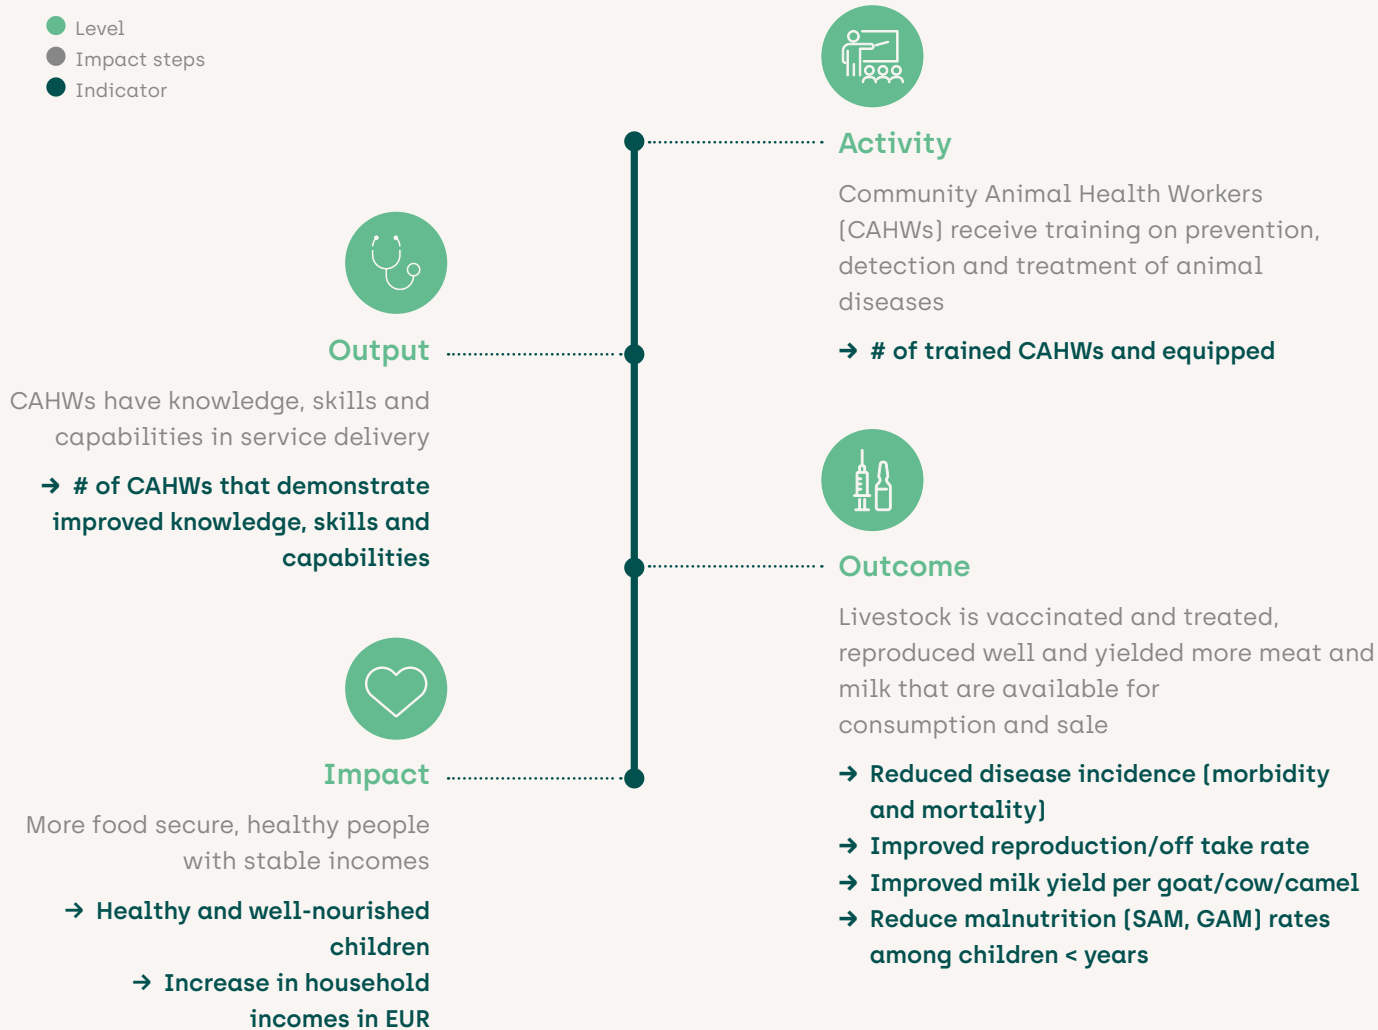 Level
Impact steps
Indicator
Activity
Community Animal Health Workers
(CAHWs) receive training on prevention,
detection and treatment of animal
diseases
→ # of trained CAHWs and equipped
Output
CAHWs have knowledge, skills and
capabilities in service delivery
→ # of CAHWs that demonstrate
improved knowledge, skills and
capabilities
Outcome
Livestock is vaccinated and treated,
reproduced well and yielded more meat and
milk that are available for
consumption and sale
→ Reduced disease incidence (morbidity
and mortality)
→ Improved reproduction/off take rate
→ Improved milk yield per goat/cow/camel
→ Reduce malnutrition (SAM, GAM) rates
among children < years
Impact
More food secure, healthy people
with stable incomes
→ Healthy and well-nourished
children
→ Increase in household
incomes in EUR